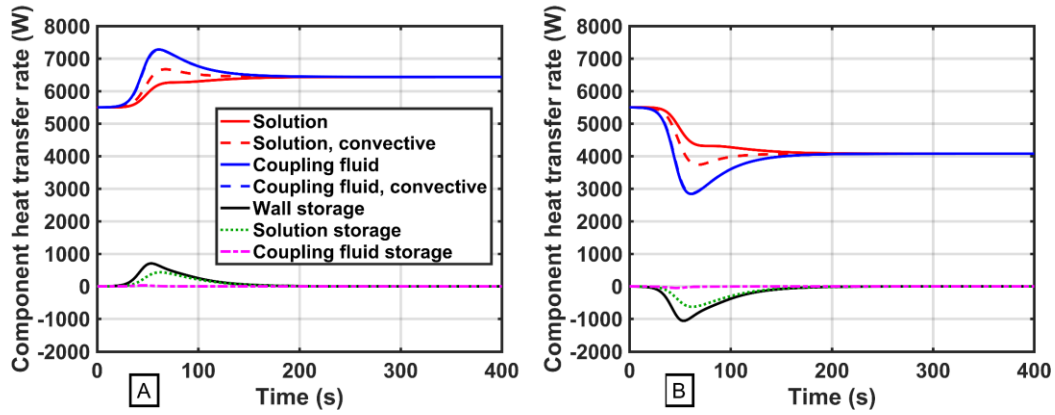 Component heat transfer rate (W)
8000
7000
6000
5000
4000
3000
2000
1000
0
-1000
-2000
Solution
Solution, convective
Coupling fluid
Coupling fluid, convective
Wall storage
Solution storage
Coupling fluid storage
0
100
200
300
400
A
Time (s)
Component heat transfer rate (W)
8000
7000
6000
5000
4000
3000
2000
1000
0
-1000
-2000
0
100
200
300
400
B
Time (s)